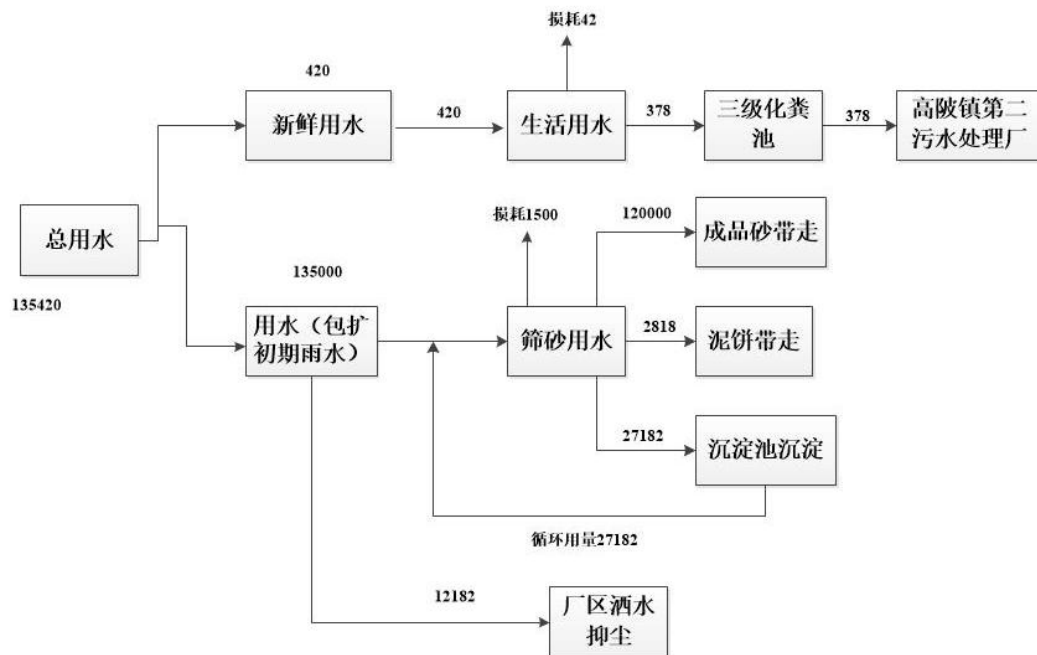 损耗42
420
新鲜用水
420
生活用水
378
三级化粪
池
378
高陂镇第二
污水处理厂
总用水
135420
损耗1500
120000
成品砂带走
135000
用水（包扩
初期雨水）
筛砂用水
2818
泥饼带走
27182
沉淀池沉淀
循环用量27182
12182
厂区洒水
抑尘